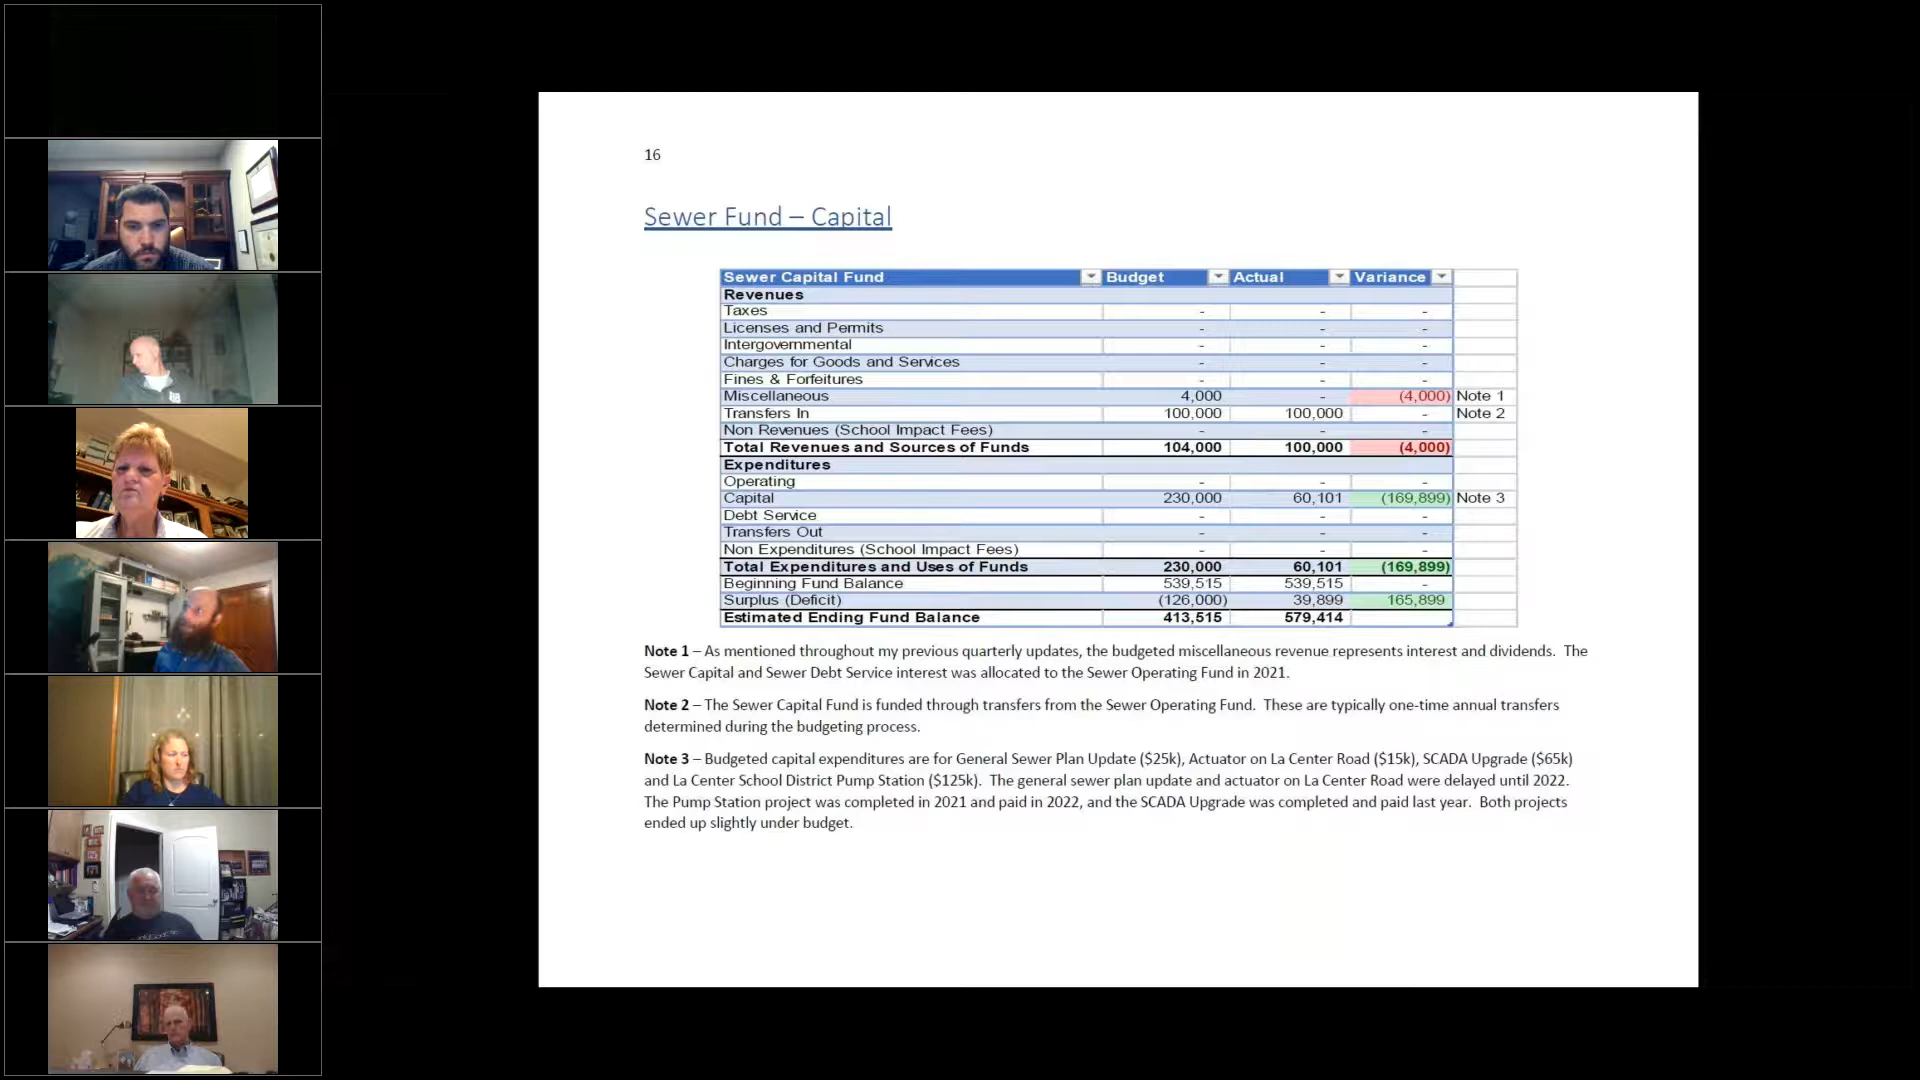 16
Sewer Fund – Capital
Sewer Capital Fund Budget Actual Variance
Revenues
Taxes - - -
Licenses and Permits - - -
Intergovernmental - - -
Charges for Goods and Services - - -
Fines & Forfeitures - - -
Miscellaneous 4,000 - (4,000) Note 1
Transfers In 100,000 100,000 - Note 2
Non Revenues (School Impact Fees) - - -
Total Revenues and Sources of Funds 104,000 100,000 (4,000)
Expenditures
Operating - - -
Capital 230,000 60,101 (169,899) Note 3
Debt Service - - -
Transfers Out - - -
Non Expenditures (School Impact Fees) - - -
Total Expenditures and Uses of Funds 230,000 60,101 (169,899)
Beginning Fund Balance 539,515 539,515 -
Surplus (Deficit) (126,000) 39,899 165,899
Estimated Ending Fund Balance 413,515 579,414
Note 1 – As mentioned throughout my previous quarterly updates, the budgeted miscellaneous revenue represents interest and dividends. The
Sewer Capital and Sewer Debt Service interest was allocated to the Sewer Operating Fund in 2021.
Note 2 – The Sewer Capital Fund is funded through transfers from the Sewer Operating Fund. These are typically one-time annual transfers
determined during the budgeting process.
Note 3 – Budgeted capital expenditures are for General Sewer Plan Update ($25k), Actuator on La Center Road ($15k), SCADA Upgrade ($65k)
and La Center School District Pump Station ($125k). The general sewer plan update and actuator on La Center Road were delayed until 2022.
The Pump Station project was completed in 2021 and paid in 2022, and the SCADA Upgrade was completed and paid last year. Both projects
ended up slightly under budget.